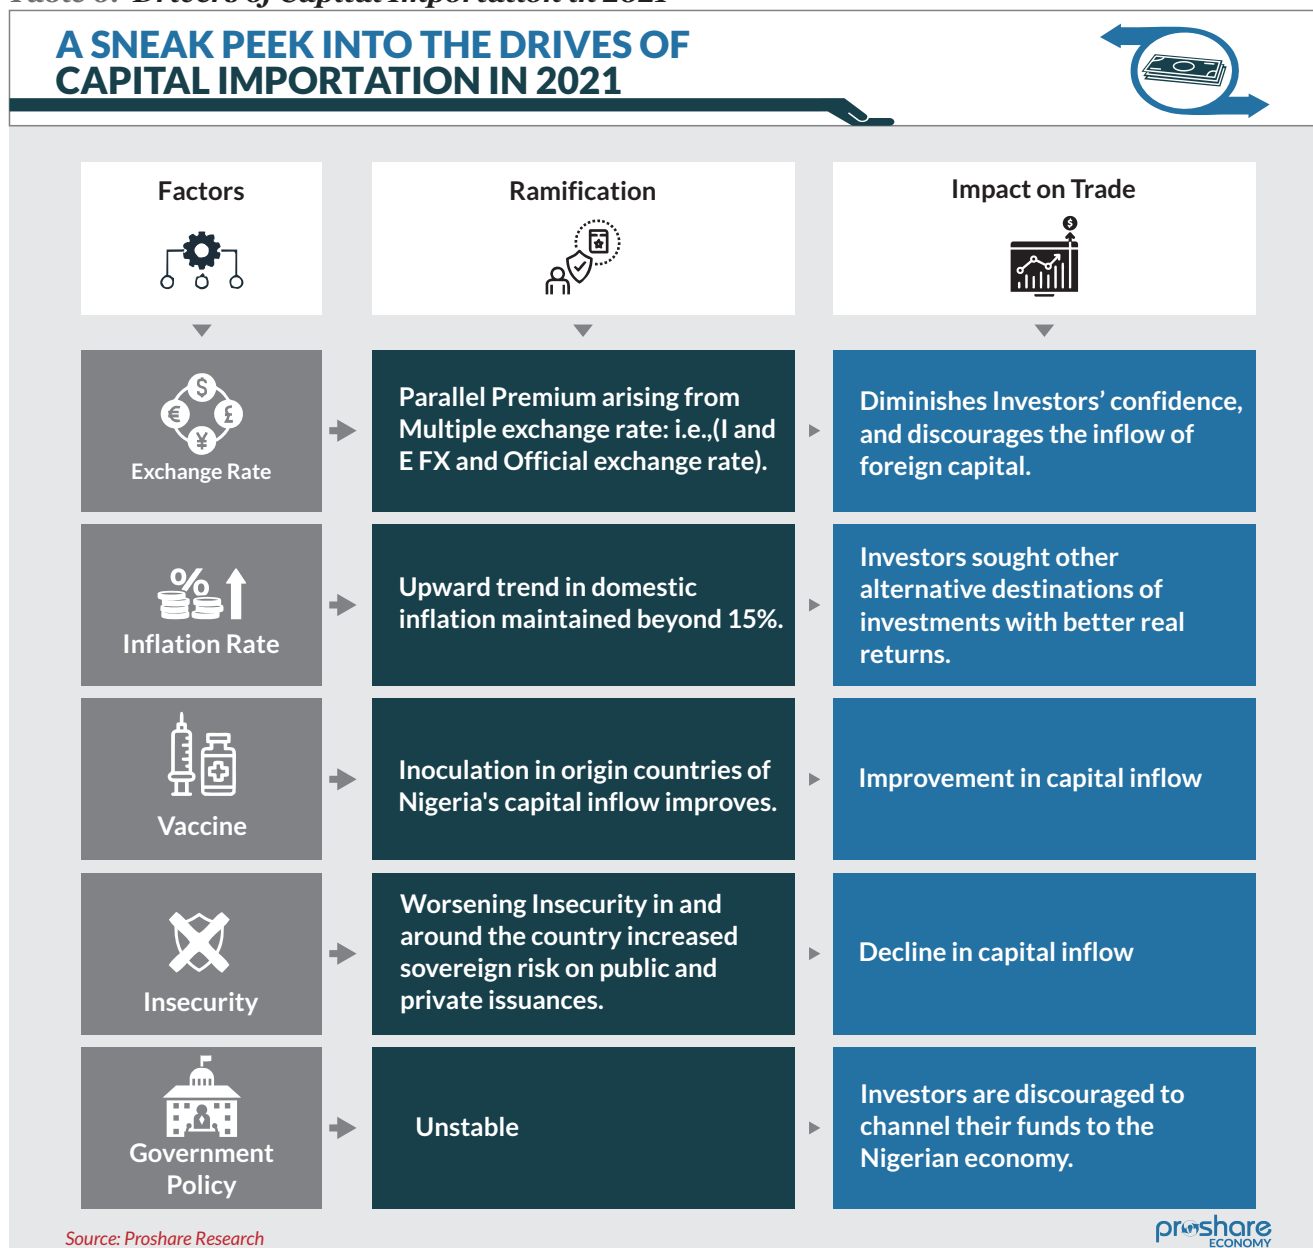 A SNEAK PEEK INTO THE DRIVES OF
CAPITAL IMPORTATION IN 2021
Factors
Ramification
Impact on Trade
Exchange Rate
Parallel Premium arising from
Multiple exchange rate: i.e.,(I and
E FX and Official exchange rate).
Diminishes Investors’ confidence,
and discourages the inflow of
foreign capital.
Inflation Rate
Upward trend in domestic
inflation maintained beyond 15%.
Investors sought other
alternative destinations of
investments with better real
returns.
Vaccine
Inoculation in origin countries of
Nigeria's capital inflow improves.
Improvement in capital inflow
Insecurity
Worsening Insecurity in and
around the country increased
sovereign risk on public and
private issuances.
Decline in capital inflow
Government
Policy
Unstable
Investors are discouraged to
channel their funds to the
Nigerian economy.
Source: Proshare Research
proshare
ECONOMY